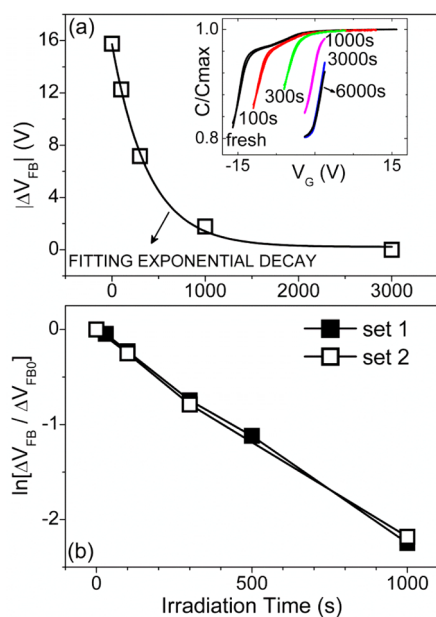 (a)
|ΔV_FB| (V)
16
12
8
4
0
0
1000
2000
3000
FITTING EXPONENTIAL DECAY
C/Cmax
1.0
0.8
-15
0
15
V_G (V)
fresh
100s
300s
1000s
3000s
6000s
(b)
ln[ΔV_FB / ΔV_FB0]
0
-1
-2
set 1
set 2
0
500
1000
Irradiation Time (s)